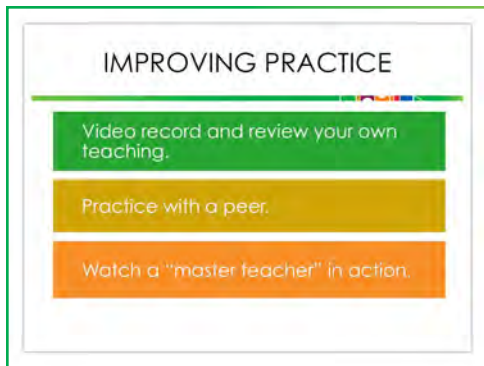 IMPROVING PRACTICE
Video record and review your own
teaching.
Practice with a peer.
Watch a "master teacher" in action.